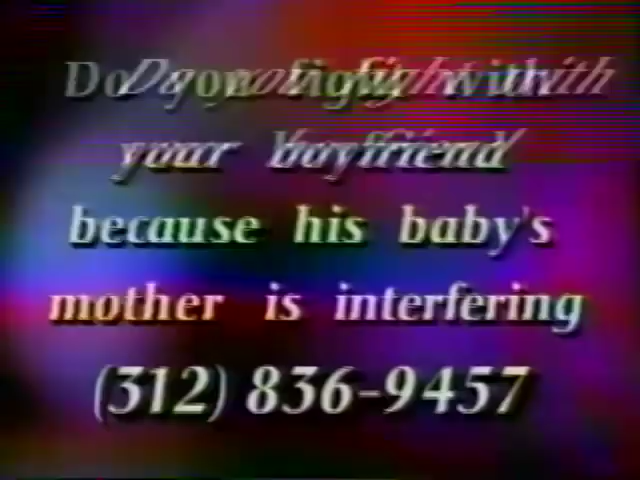 Do you fight with
your boyfriend
because his baby's
mother is interfering
(312) 836-9457